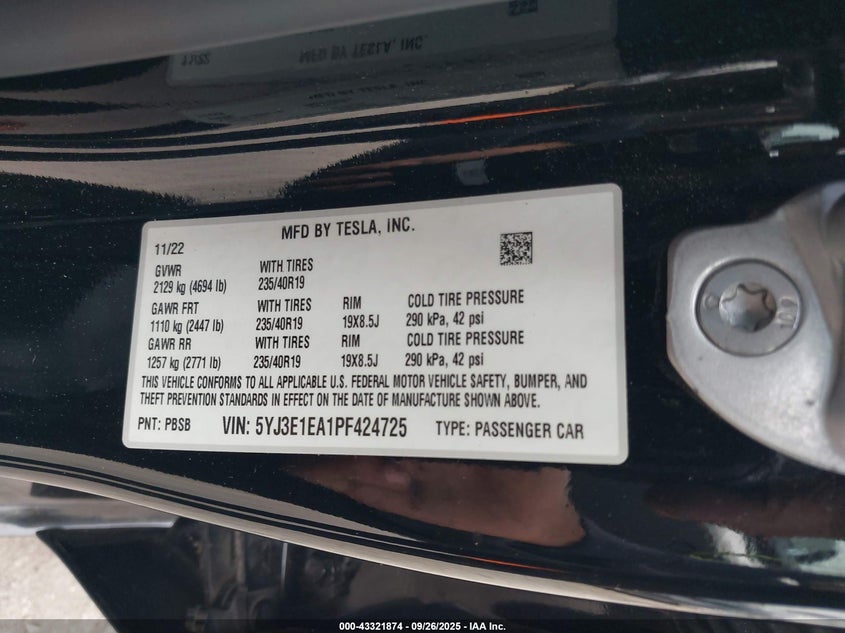 MFD BY TESLA, INC.
11/22
GVWR WITH TIRES
2129 kg (4694 lb) 235/40R19
GAWR FRT WITH TIRES RIM COLD TIRE PRESSURE
1110 kg (2447 lb) 235/40R19 19X8.5J 290 kPa, 42 psi
GAWR RR WITH TIRES RIM COLD TIRE PRESSURE
1257 kg (2771 lb) 235/40R19 19X8.5J 290 kPa, 42 psi
THIS VEHICLE CONFORMS TO ALL APPLICABLE U.S. FEDERAL MOTOR VEHICLE SAFETY, BUMPER, AND
THEFT PREVENTION STANDARDS IN EFFECT ON THE DATE OF MANUFACTURE SHOWN ABOVE.
PNT: PBSB VIN: 5YJ3E1EA1PF424725 TYPE: PASSENGER CAR
000-43321874 - 09/26/2025 - IAA Inc.